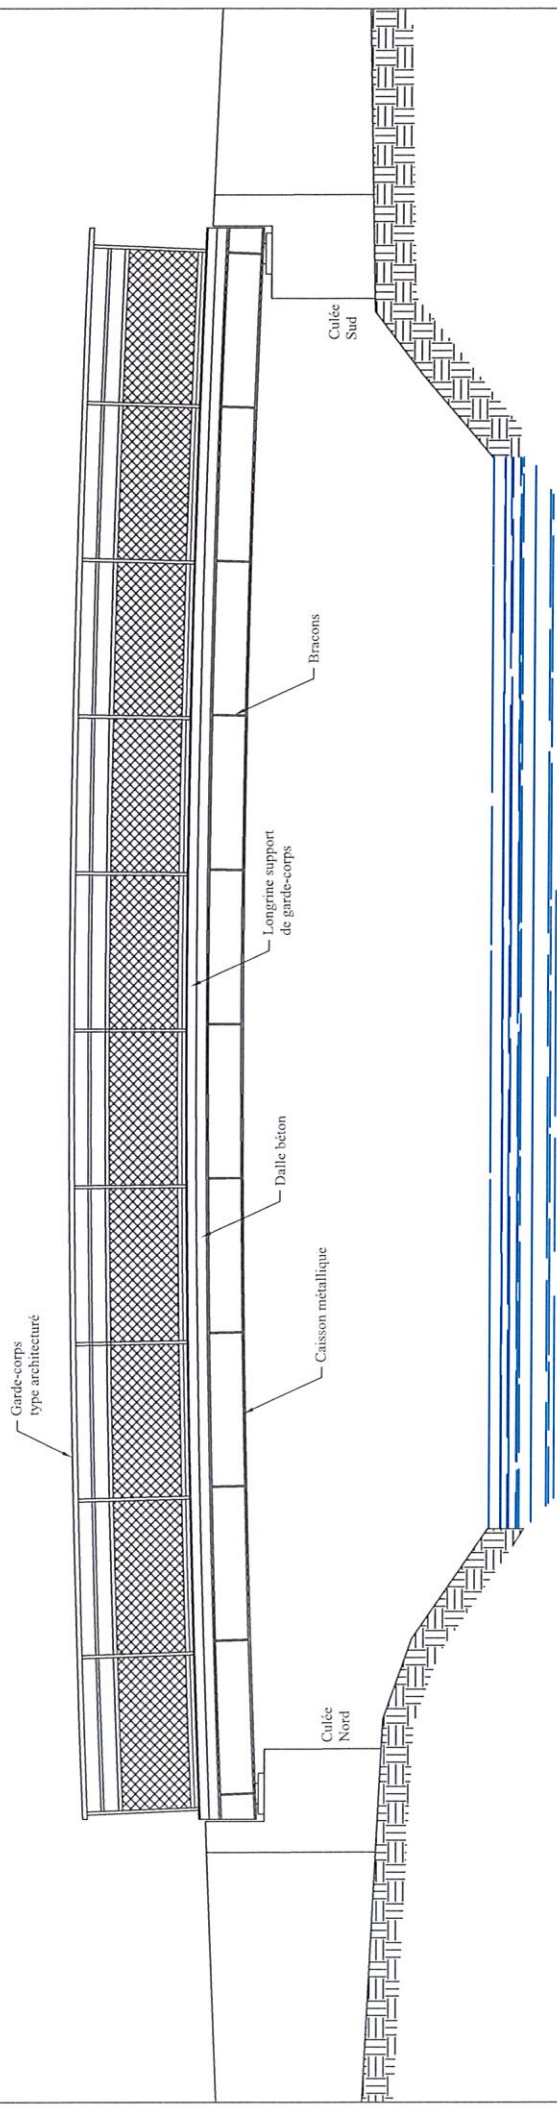 Garde-corps
type architecturé
Caisson métallique
Dalle béton
Longrine support
de garde-corps
Bracons
Culée
Nord
Culée
Sud